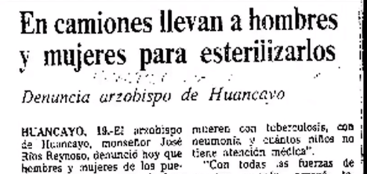 En camiones llevan a hombres
y mujeres para esterilizarlos
Denuncia arzobispo de Huancayo
HUANCAYO, 19.-El arzobispo
de Huancayo, monseñor José
Ríos Reynoso, denunció hoy que
hombres y mujeres de los pue-
mueren con tuberculosis, con
neumonía y cuántos niños no
tiene atención médica".
"Con todas las fuerzas de